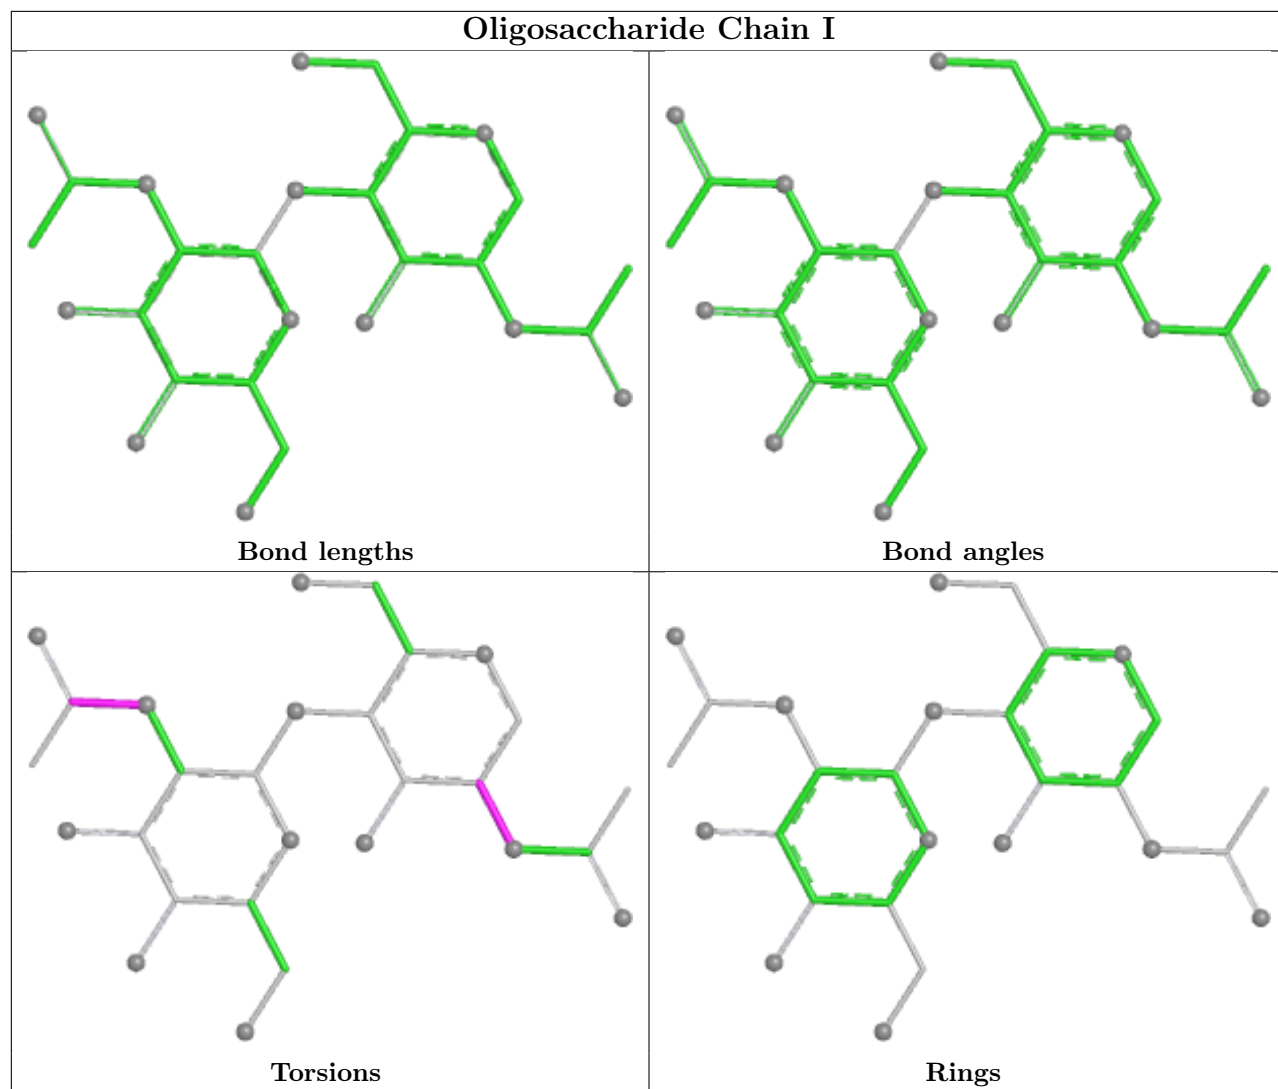 Oligosaccharide Chain I
Bond lengths
Bond angles
Torsions
Rings